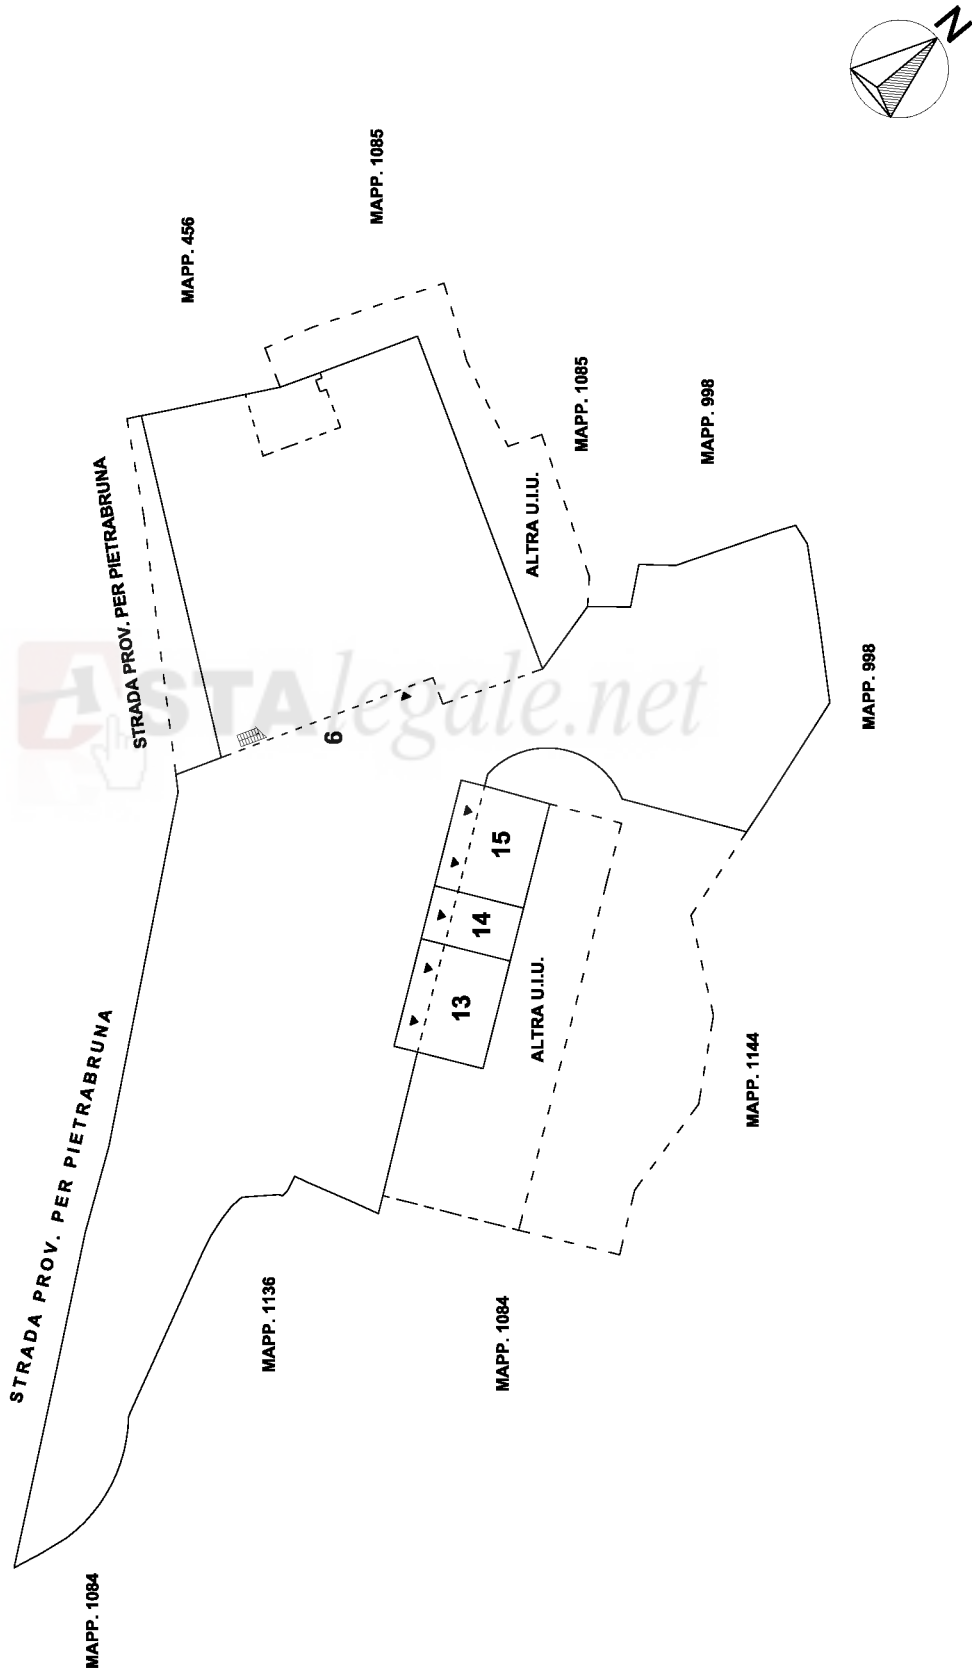 N
MAPP. 1085
MAPP. 456
MAPP. 1085
MAPP. 998
STRADA PROV. PER PIETRABRUNA
ALTRA U.I.U.
ASTAlegale.net
MAPP. 998
6
15
14
13
ALTRA U.I.U.
STRADA PROV. PER PIETRABRUNA
MAPP. 1144
MAPP. 1136
MAPP. 1084
MAPP. 1084